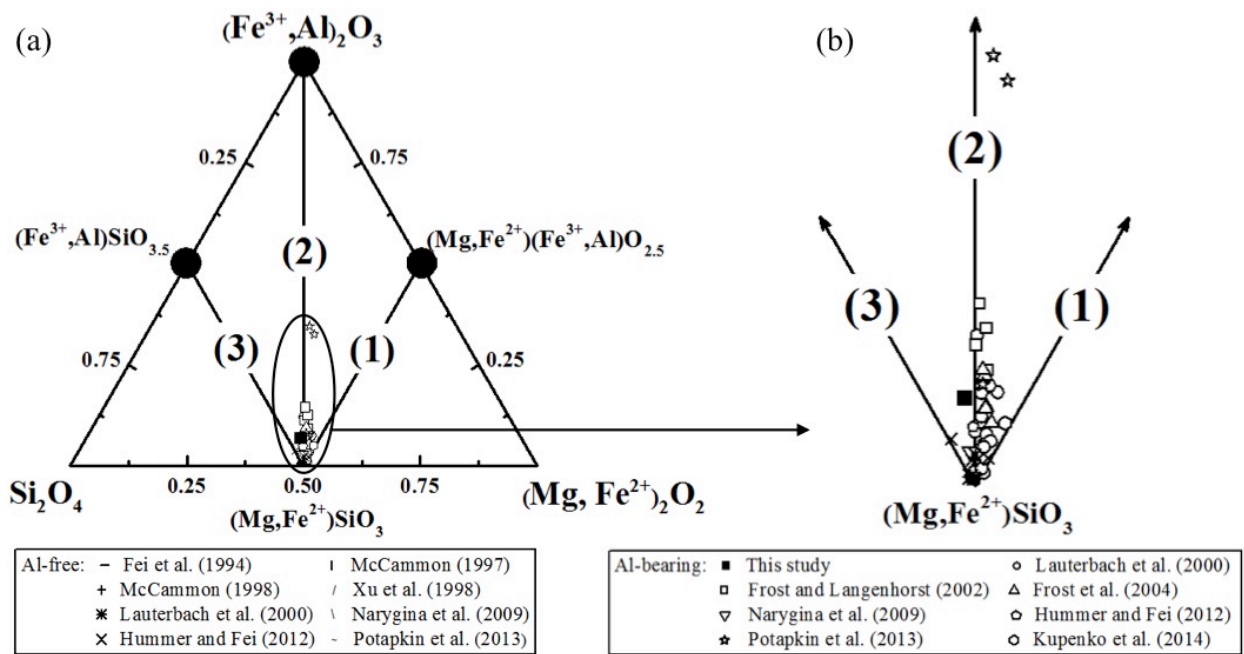 (a)
(Fe³⁺,Al)₂O₃
0.25
0.75
(Fe³⁺,Al)SiO₃.₅
(Mg,Fe²⁺)(Fe³⁺,Al)O₂.₅
(2)
(3)
(1)
0.75
0.25
Si₂O₄
0.25
0.50
0.75
(Mg, Fe²⁺)₂O₂
(Mg,Fe²⁺)SiO₃
(b)
(2)
(3)
(1)
(Mg,Fe²⁺)SiO₃
Al-free: Fei et al. (1994) McCammon (1997)
McCammon (1998) Xu et al. (1998)
Lauterbach et al. (2000) Narygina et al. (2009)
Hummer and Fei (2012) Potapkin et al. (2013)
Al-bearing: This study Lauterbach et al. (2000)
Frost and Langenhorst (2002) Frost et al. (2004)
Narygina et al. (2009) Hummer and Fei (2012)
Potapkin et al. (2013) Kupenko et al. (2014)